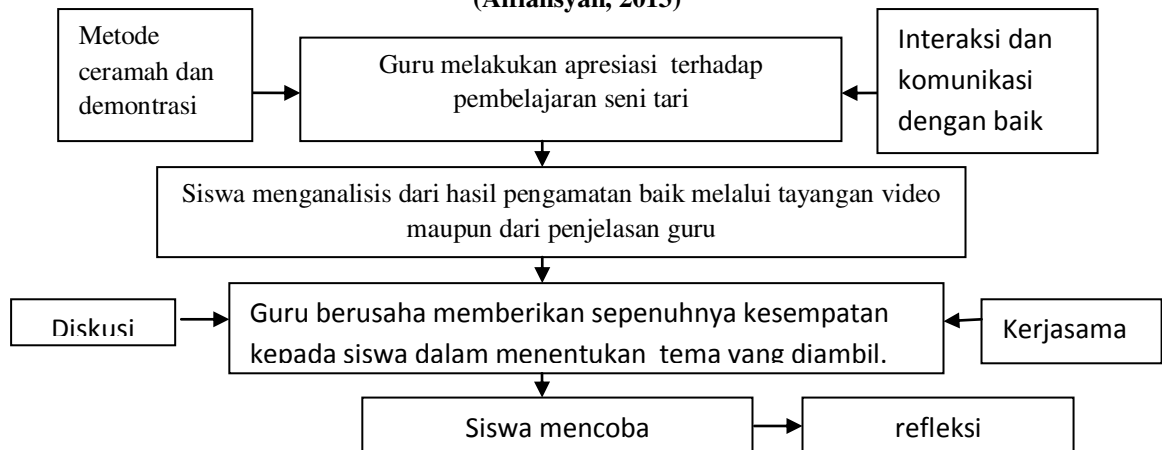 (Alfiansyah, 2015)
Metode
ceramah dan
demontrasi
Guru melakukan apresiasi terhadap
pembelajaran seni tari
Interaksi dan
komunikasi
dengan baik
Siswa menganalisis dari hasil pengamatan baik melalui tayangan video
maupun dari penjelasan guru
Diskusi
Guru berusaha memberikan sepenuhnya kesempatan
kepada siswa dalam menentukan tema yang diambil.
Kerjasama
Siswa mencoba
refleksi